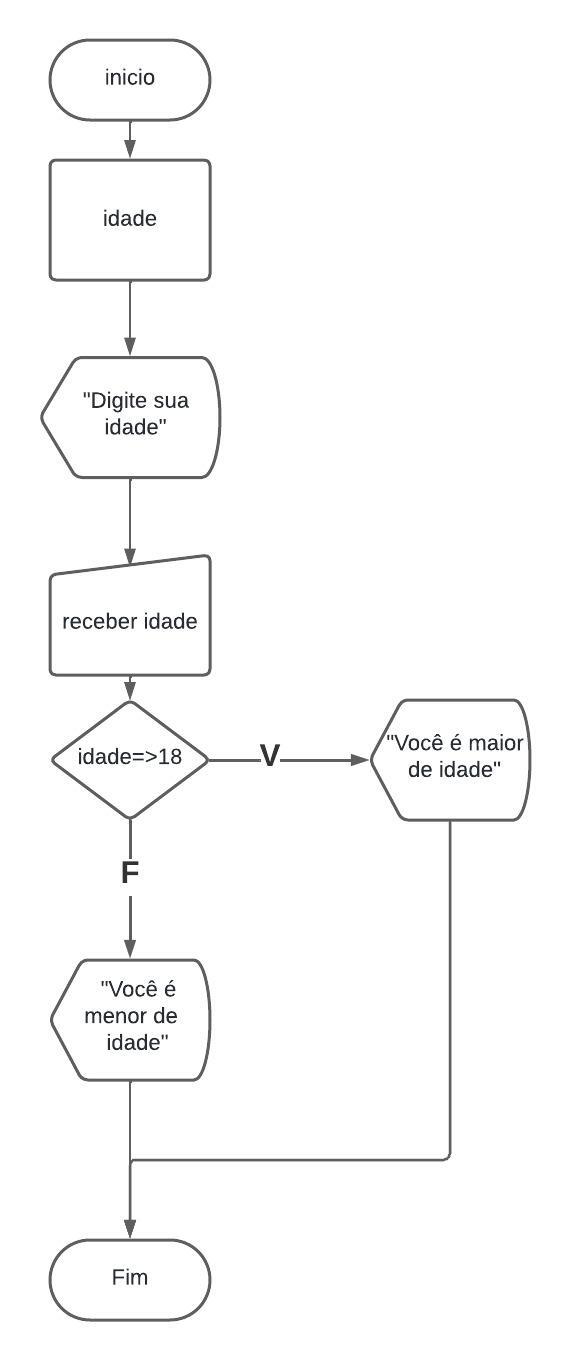 inicio
idade
"Digite sua
idade"
receber idade
idade=>18
V
"Você é maior
de idade"
F
"Você é
menor de
idade"
Fim